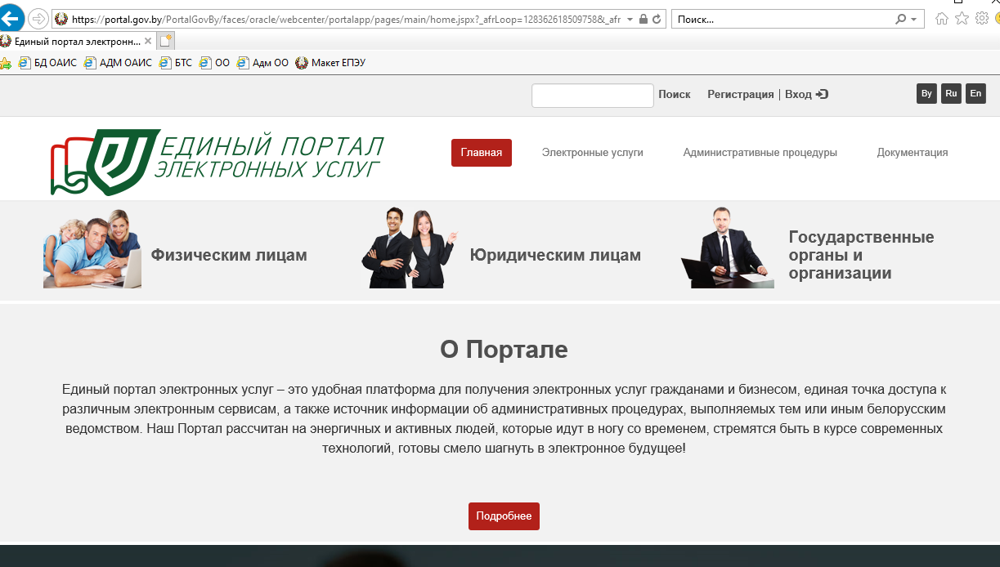 https://portal.gov.by/PortalGovBy/faces/oracle/webcenter/portalapp/pages/main/home.jspx?_afrLoop=128362618509758&_afr
Поиск...
Единый портал электронн...
БД ОАИС АДМ ОАИС БТС ОО Адм ОО Макет ЕПЭУ
Поиск Регистрация | Вход By Ru En
ЕДИНЫЙ ПОРТАЛ
ЭЛЕКТРОННЫХ УСЛУГ
Главная Электронные услуги Административные процедуры Документация
Физическим лицам
Юридическим лицам
Государственные
органы и
организации
О Портале
Единый портал электронных услуг – это удобная платформа для получения электронных услуг гражданами и бизнесом, единая точка доступа к
различным электронным сервисам, а также источник информации об административных процедурах, выполняемых тем или иным белорусским
ведомством. Наш Портал рассчитан на энергичных и активных людей, которые идут в ногу со временем, стремятся быть в курсе современных
технологий, готовы смело шагнуть в электронное будущее!
Подробнее